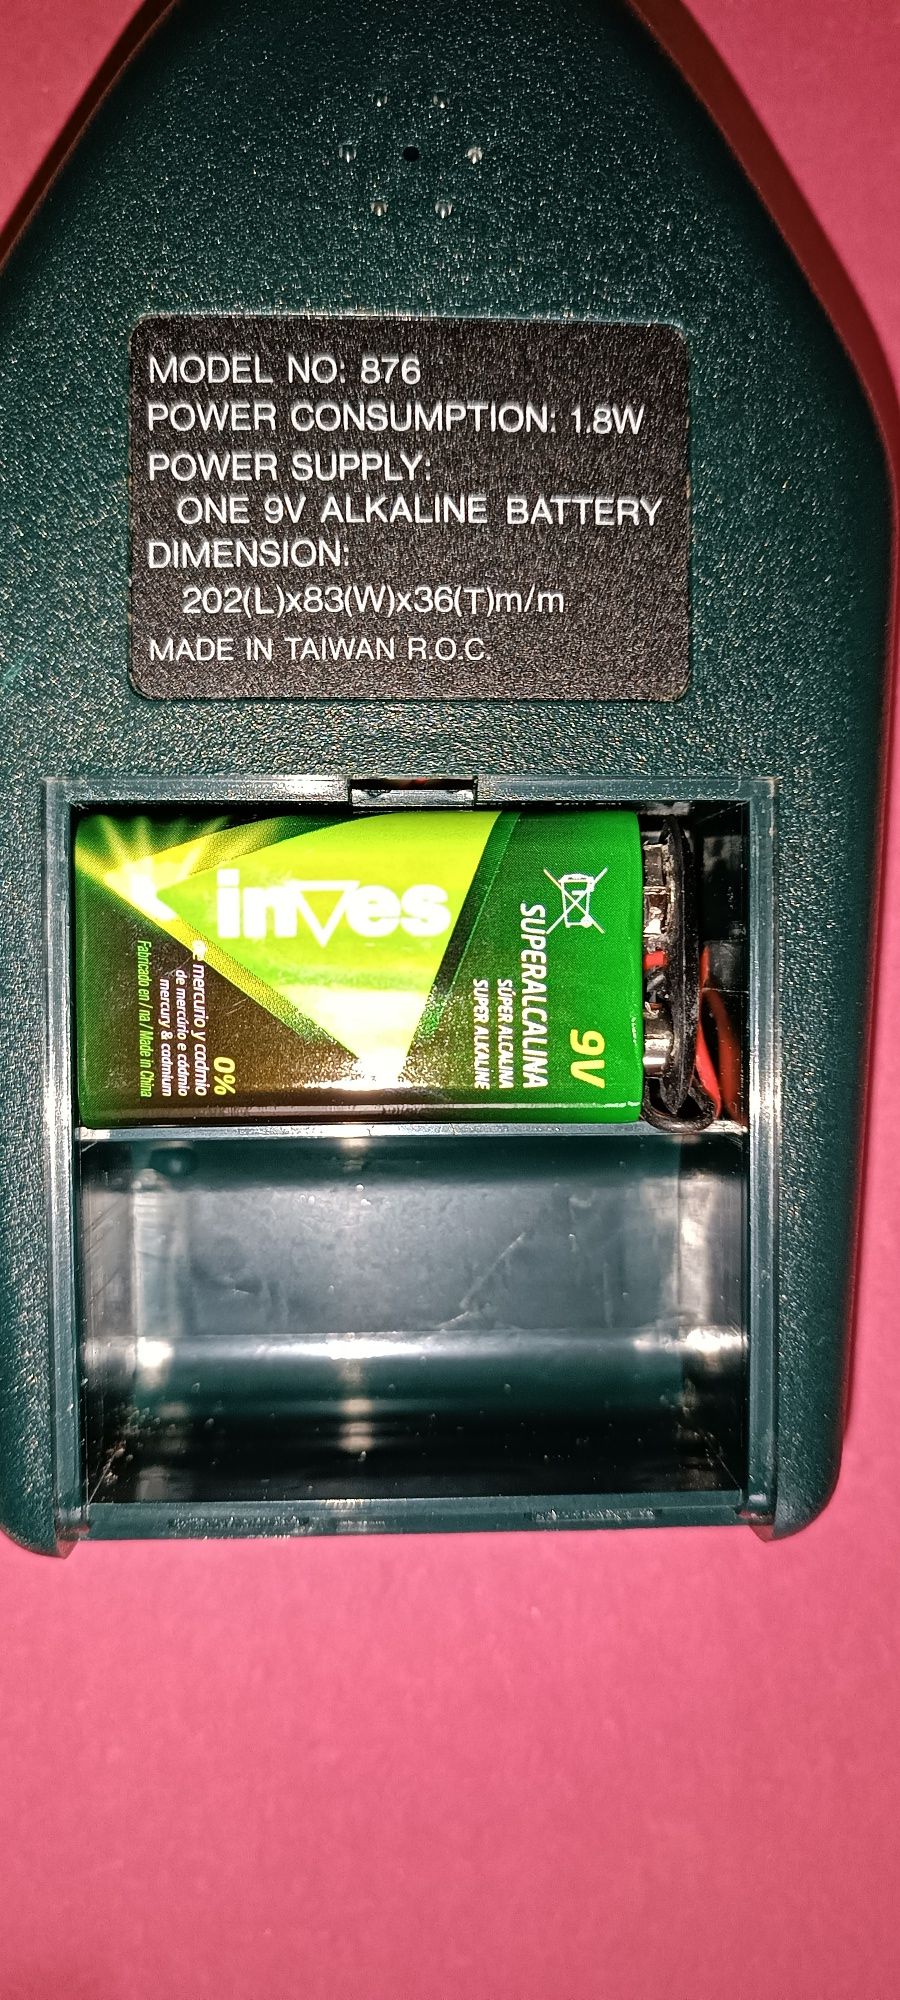 MODEL NO: 876
POWER CONSUMPTION: 1.8W
POWER SUPPLY:
ONE 9V ALKALINE BATTERY
DIMENSION:
202(L)x83(W)x36(T)m/m
MADE IN TAIWAN R.O.C.
inves
9V
SUPERALCALINA
SUPER ALCALINA
SUPER ALKALINE
0%
de mercurio y cadmio
de mercúrio e cádmio
mercury & cadmium
Fabricado en / na / Made in China